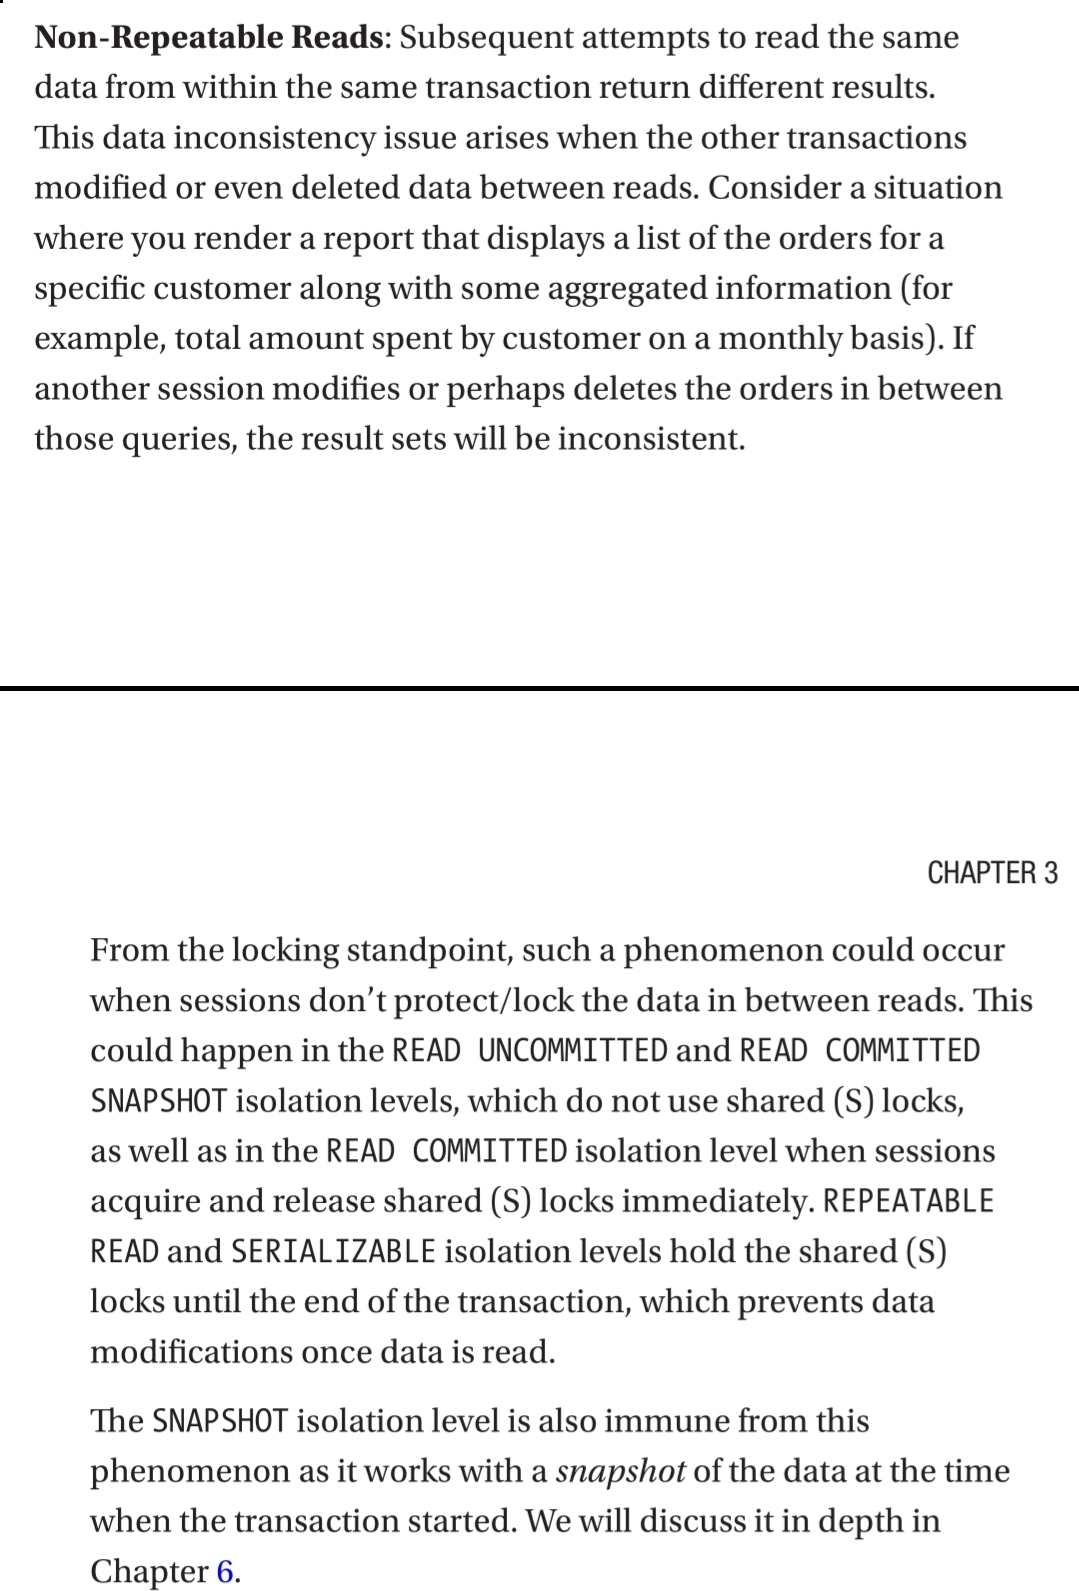 Non-Repeatable Reads: Subsequent attempts to read the same
data from within the same transaction return different results.
This data inconsistency issue arises when the other transactions
modified or even deleted data between reads. Consider a situation
where you render a report that displays a list of the orders for a
specific customer along with some aggregated information (for
example, total amount spent by customer on a monthly basis). If
another session modifies or perhaps deletes the orders in between
those queries, the result sets will be inconsistent.
CHAPTER 3
From the locking standpoint, such a phenomenon could occur
when sessions don’t protect/lock the data in between reads. This
could happen in the READ UNCOMMITTED and READ COMMITTED
SNAPSHOT isolation levels, which do not use shared (S) locks,
as well as in the READ COMMITTED isolation level when sessions
acquire and release shared (S) locks immediately. REPEATABLE
READ and SERIALIZABLE isolation levels hold the shared (S)
locks until the end of the transaction, which prevents data
modifications once data is read.
The SNAPSHOT isolation level is also immune from this
phenomenon as it works with a snapshot of the data at the time
when the transaction started. We will discuss it in depth in
Chapter 6.